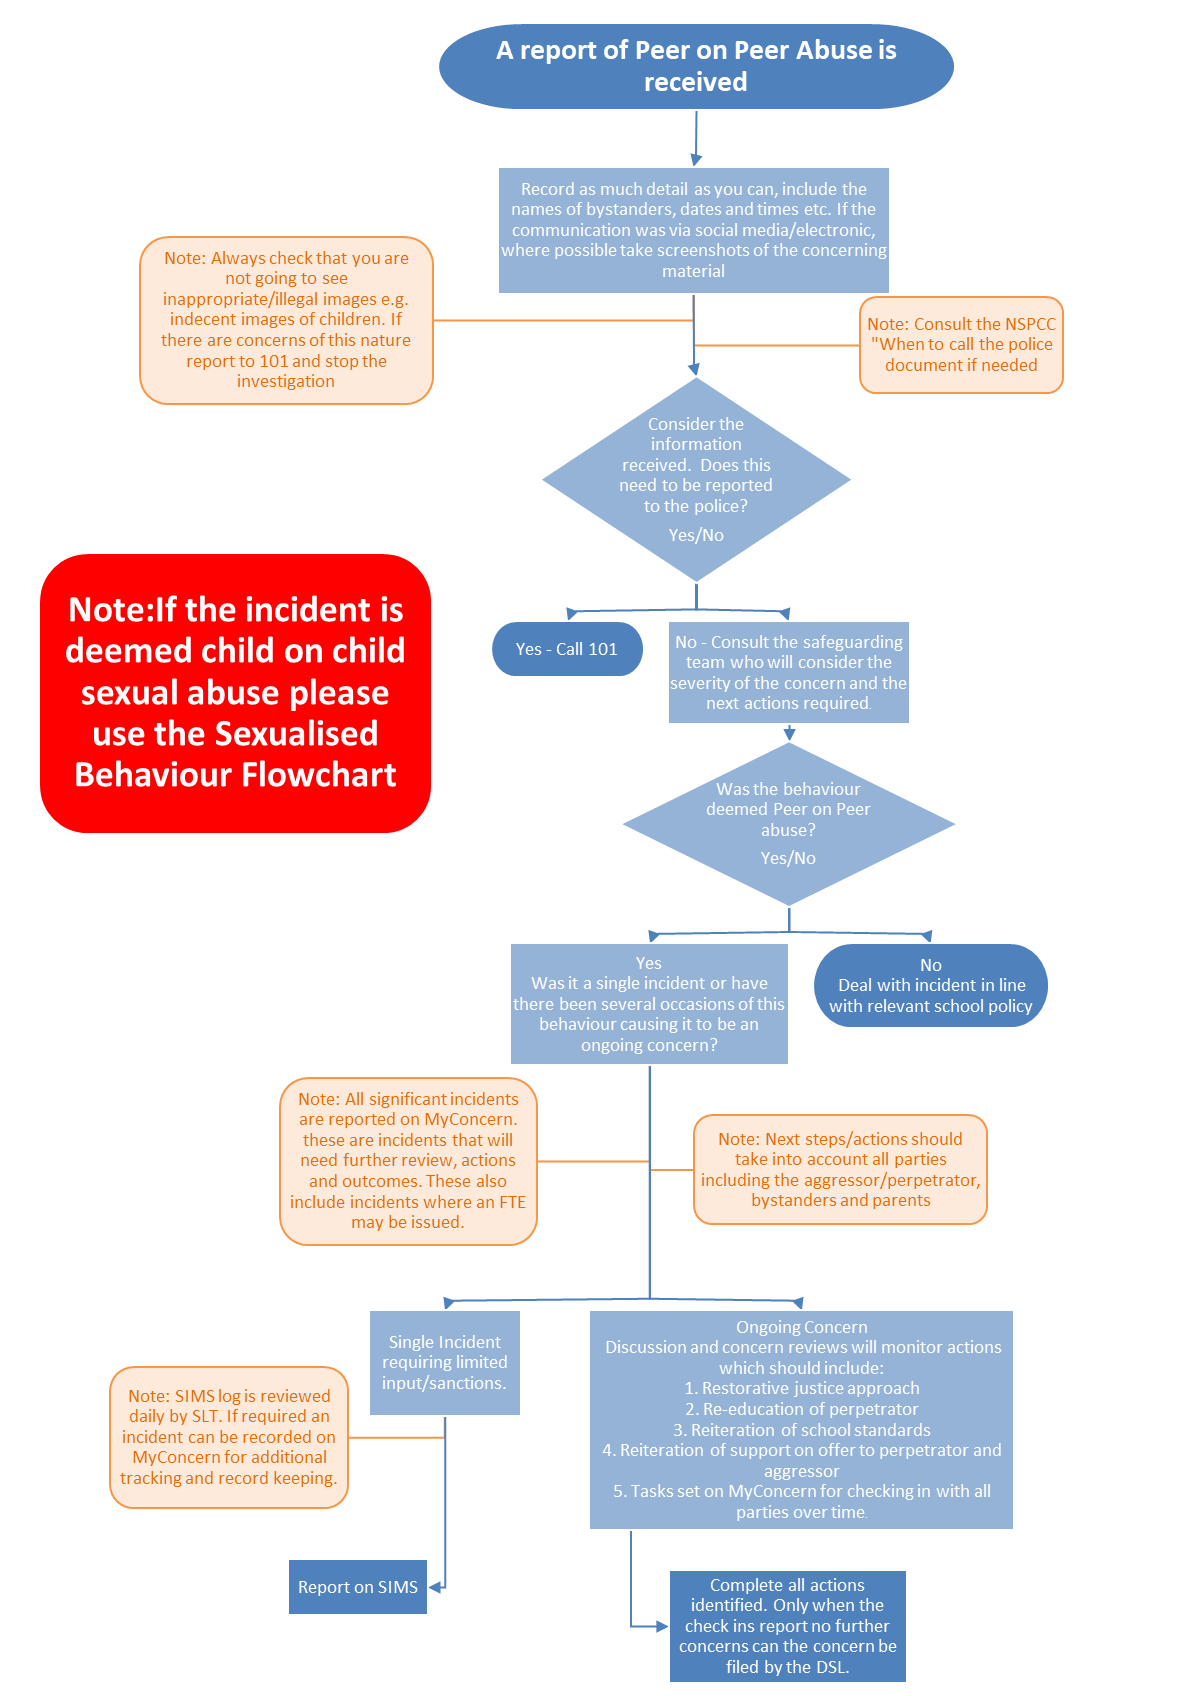 A report of Peer on Peer Abuse is
received
Record as much detail as you can, include the
names of bystanders, dates and times etc. If the
communication was via social media/electronic,
where possible take screenshots of the concerning
material
Note: Always check that you are
not going to see
inappropriate/illegal images e.g.
indecent images of children. If
there are concerns of this nature
report to 101 and stop the
investigation
Note: Consult the NSPCC
"When to call the police
document if needed
Consider the
information
received.  Does this
need to be reported
to the police?
Yes/No
Note:If the incident is
deemed child on child
sexual abuse please
use the Sexualised
Behaviour Flowchart
Yes - Call 101
No - Consult the safeguarding
team who will consider the
severity of the concern and the
next actions required.
Was the behaviour
deemed Peer on Peer
abuse?
Yes/No
Yes
Was it a single incident or have
there been several occasions of this
behaviour causing it to be an
ongoing concern?
No
Deal with incident in line
with relevant school policy
Note: All significant incidents
are reported on MyConcern.
these are incidents that will
need further review, actions
and outcomes. These also
include incidents where an FTE
may be issued.
Note: Next steps/actions should
take into account all parties
including the aggressor/perpetrator,
bystanders and parents
Single Incident
requiring limited
input/sanctions.
Ongoing Concern
Discussion and concern reviews will monitor actions
which should include:
1. Restorative justice approach
2. Re-education of perpetrator
3. Reiteration of school standards
4. Reiteration of support on offer to perpetrator and
aggressor
5. Tasks set on MyConcern for checking in with all
parties over time.
Note: SIMS log is reviewed
daily by SLT. If required an
incident can be recorded on
MyConcern for additional
tracking and record keeping.
Report on SIMS
Complete all actions
identified. Only when the
check ins report no further
concerns can the concern be
filed by the DSL.